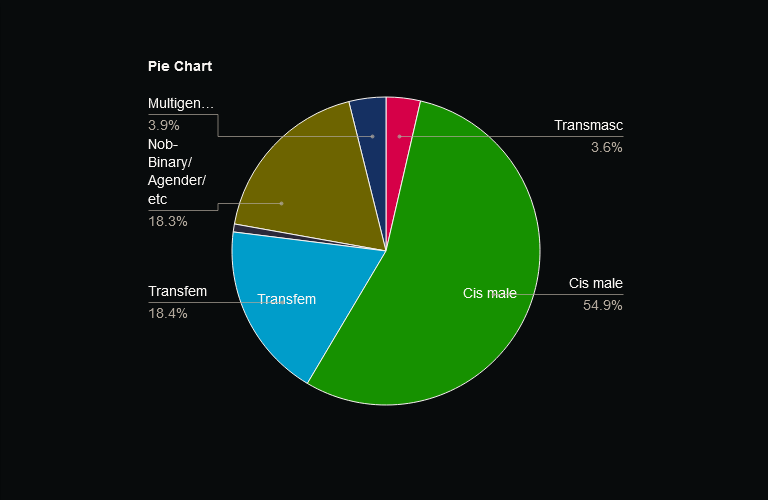 Pie Chart
Multigen...
3.9%
Nob-
Binary/
Agender/
etc
18.3%
Transfem
18.4%
Transfem
Transmasc
3.6%
Cis male
Cis male
54.9%